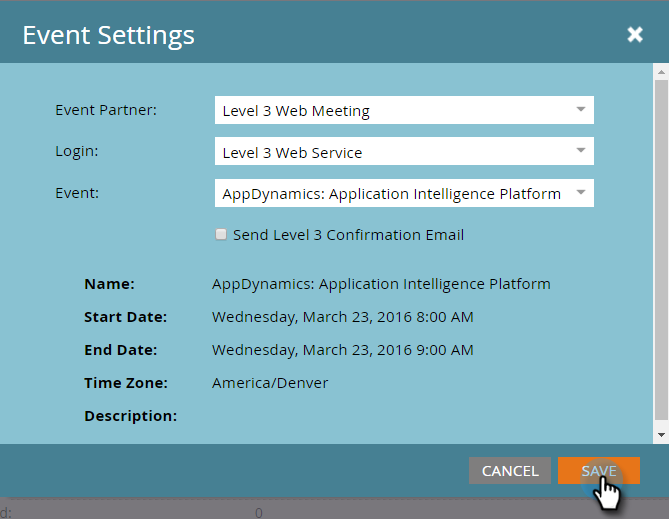 Event Settings
Event Partner: Level 3 Web Meeting
Login: Level 3 Web Service
Event: AppDynamics: Application Intelligence Platform
Send Level 3 Confirmation Email
Name: AppDynamics: Application Intelligence Platform
Start Date: Wednesday, March 23, 2016 8:00 AM
End Date: Wednesday, March 23, 2016 9:00 AM
Time Zone: America/Denver
Description:
CANCEL SAVE
d: 0